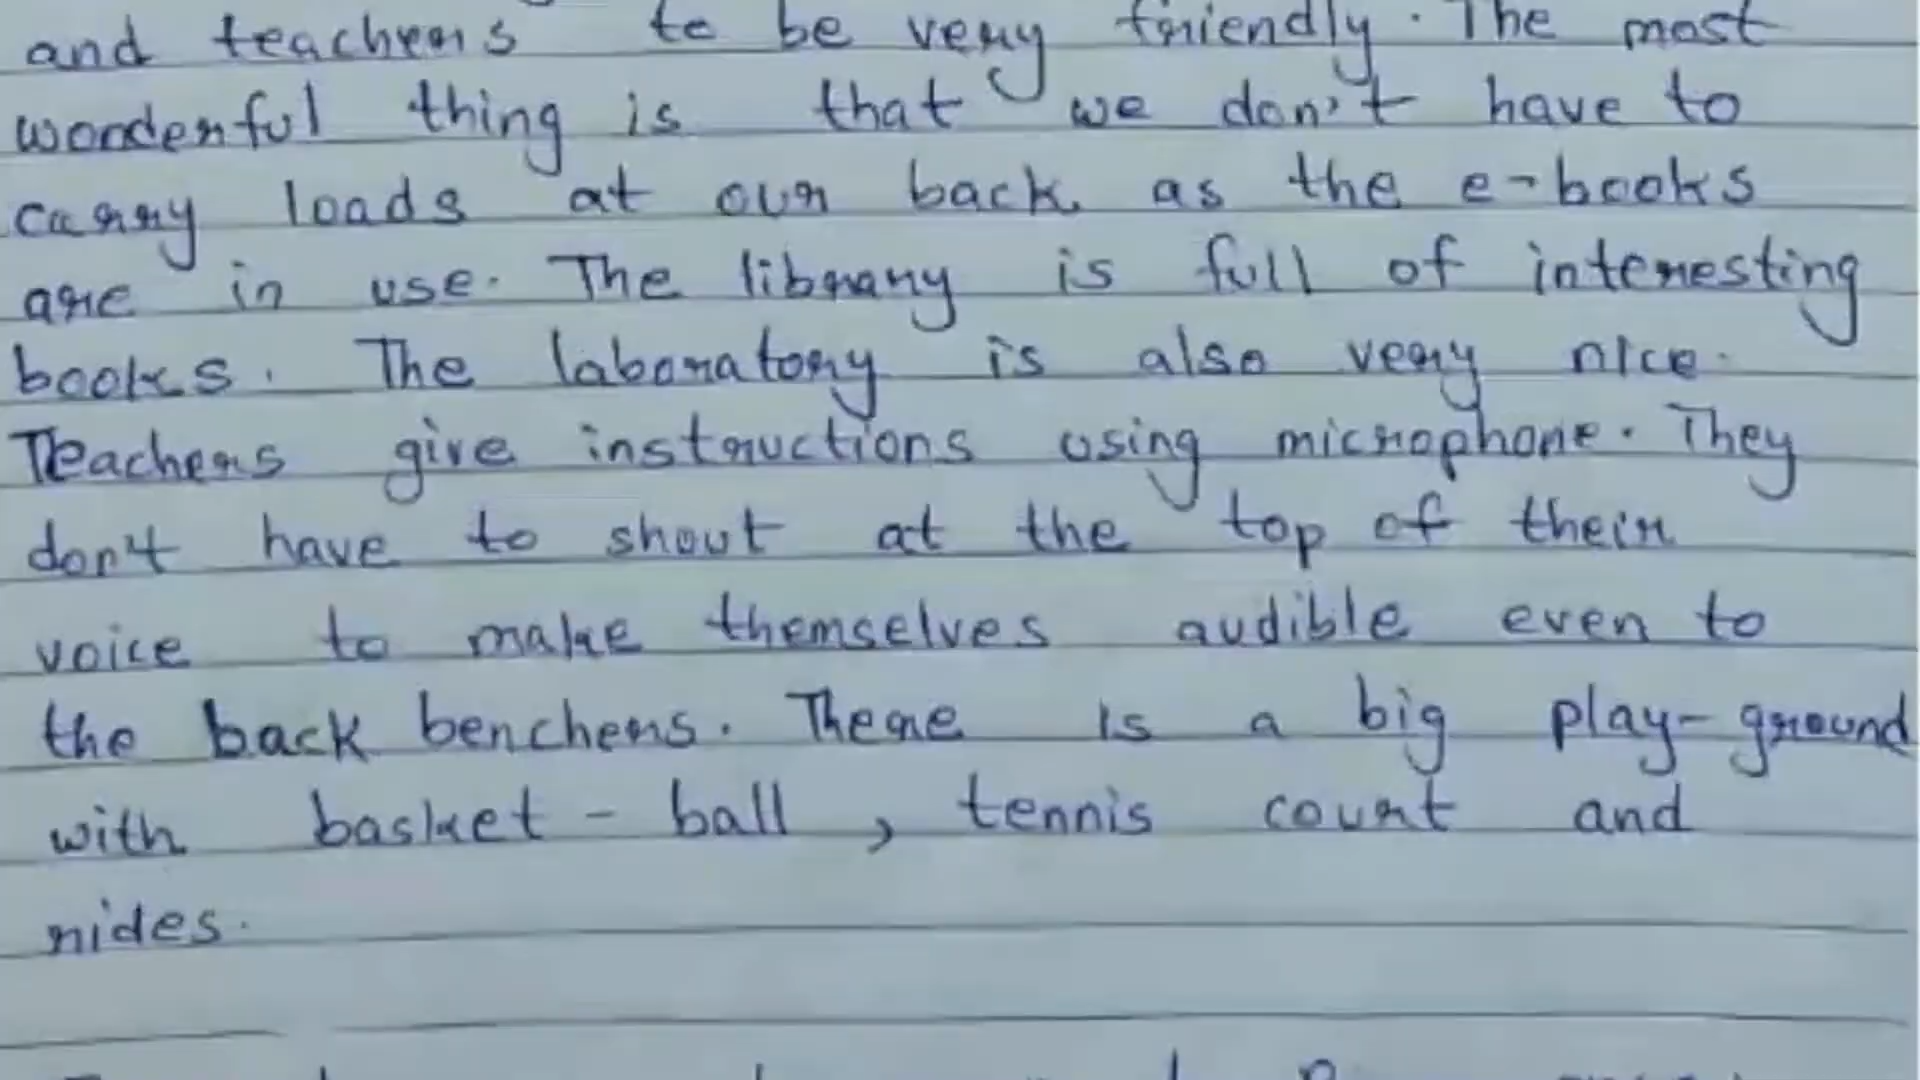 and teachers to be very friendly. The most
wooderful thing is that we don't have to
carry loads at our back as the e-books
are in use. The library is full of interesting
books. The laboratory is also very nice.
Teachers give instructions using microphone. They
don't have to shout at the top of their
voice to make themselves audible even to
the back benchers. There is a big play-ground
with basket-ball, tennis court and
rides.